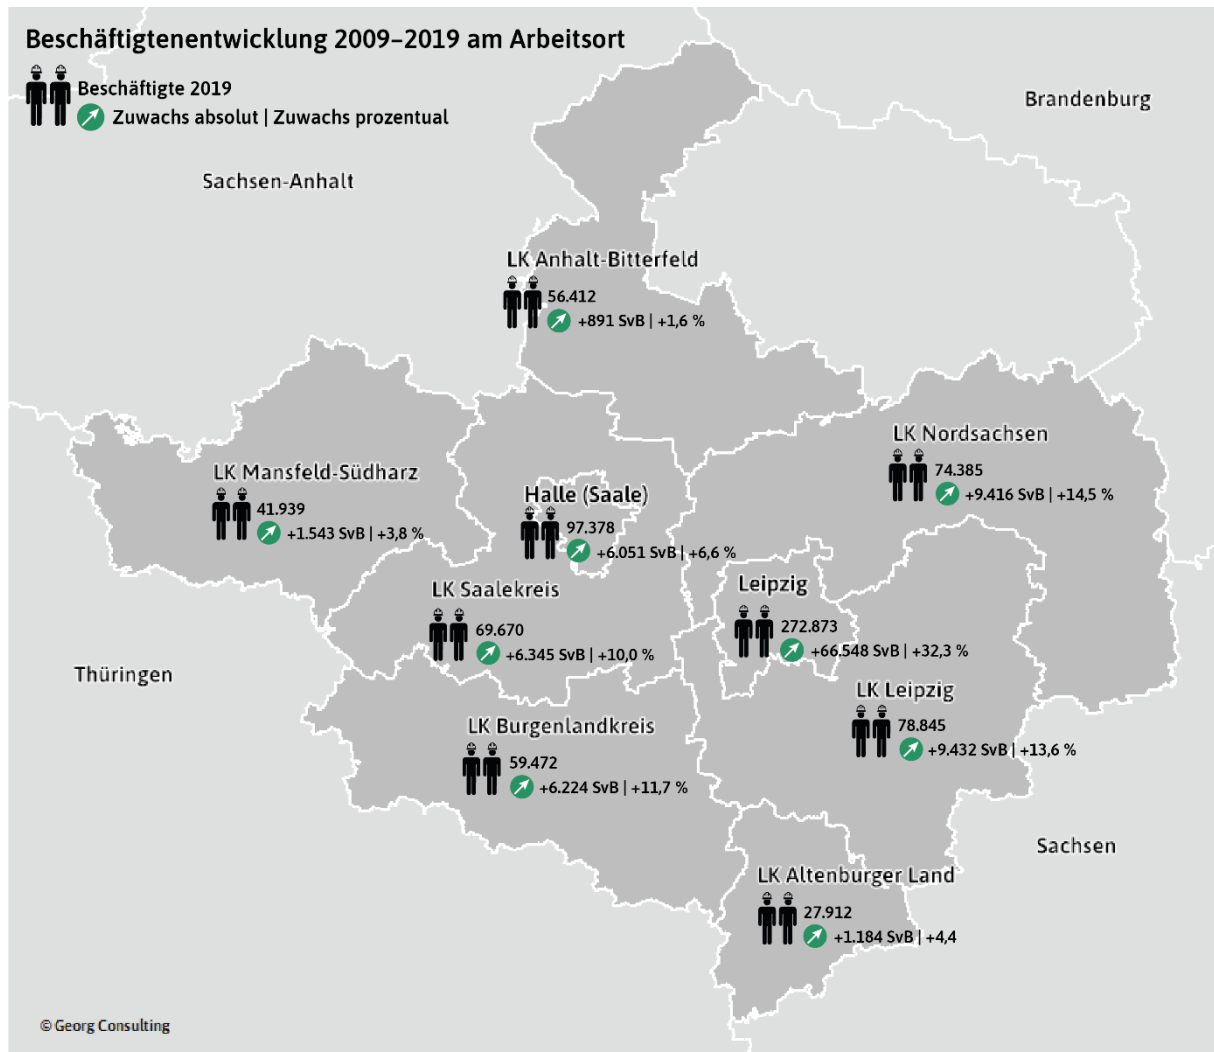 Beschäftigtenentwicklung 2009–2019 am Arbeitsort
Beschäftigte 2019
Zuwachs absolut | Zuwachs prozentual
Brandenburg
Sachsen-Anhalt
LK Anhalt-Bitterfeld
56.412
+891 SvB | +1,6 %
LK Nordsachsen
74.385
+9.416 SvB | +14,5 %
LK Mansfeld-Südharz
41.939
+1.543 SvB | +3,8 %
Halle (Saale)
97.378
+6.051 SvB | +6,6 %
Leipzig
272.873
+66.548 SvB | +32,3 %
LK Saalekreis
69.670
+6.345 SvB | +10,0 %
Thüringen
LK Leipzig
78.845
+9.432 SvB | +13,6 %
LK Burgenlandkreis
59.472
+6.224 SvB | +11,7 %
Sachsen
LK Altenburger Land
27.912
+1.184 SvB | +4,4
© Georg Consulting